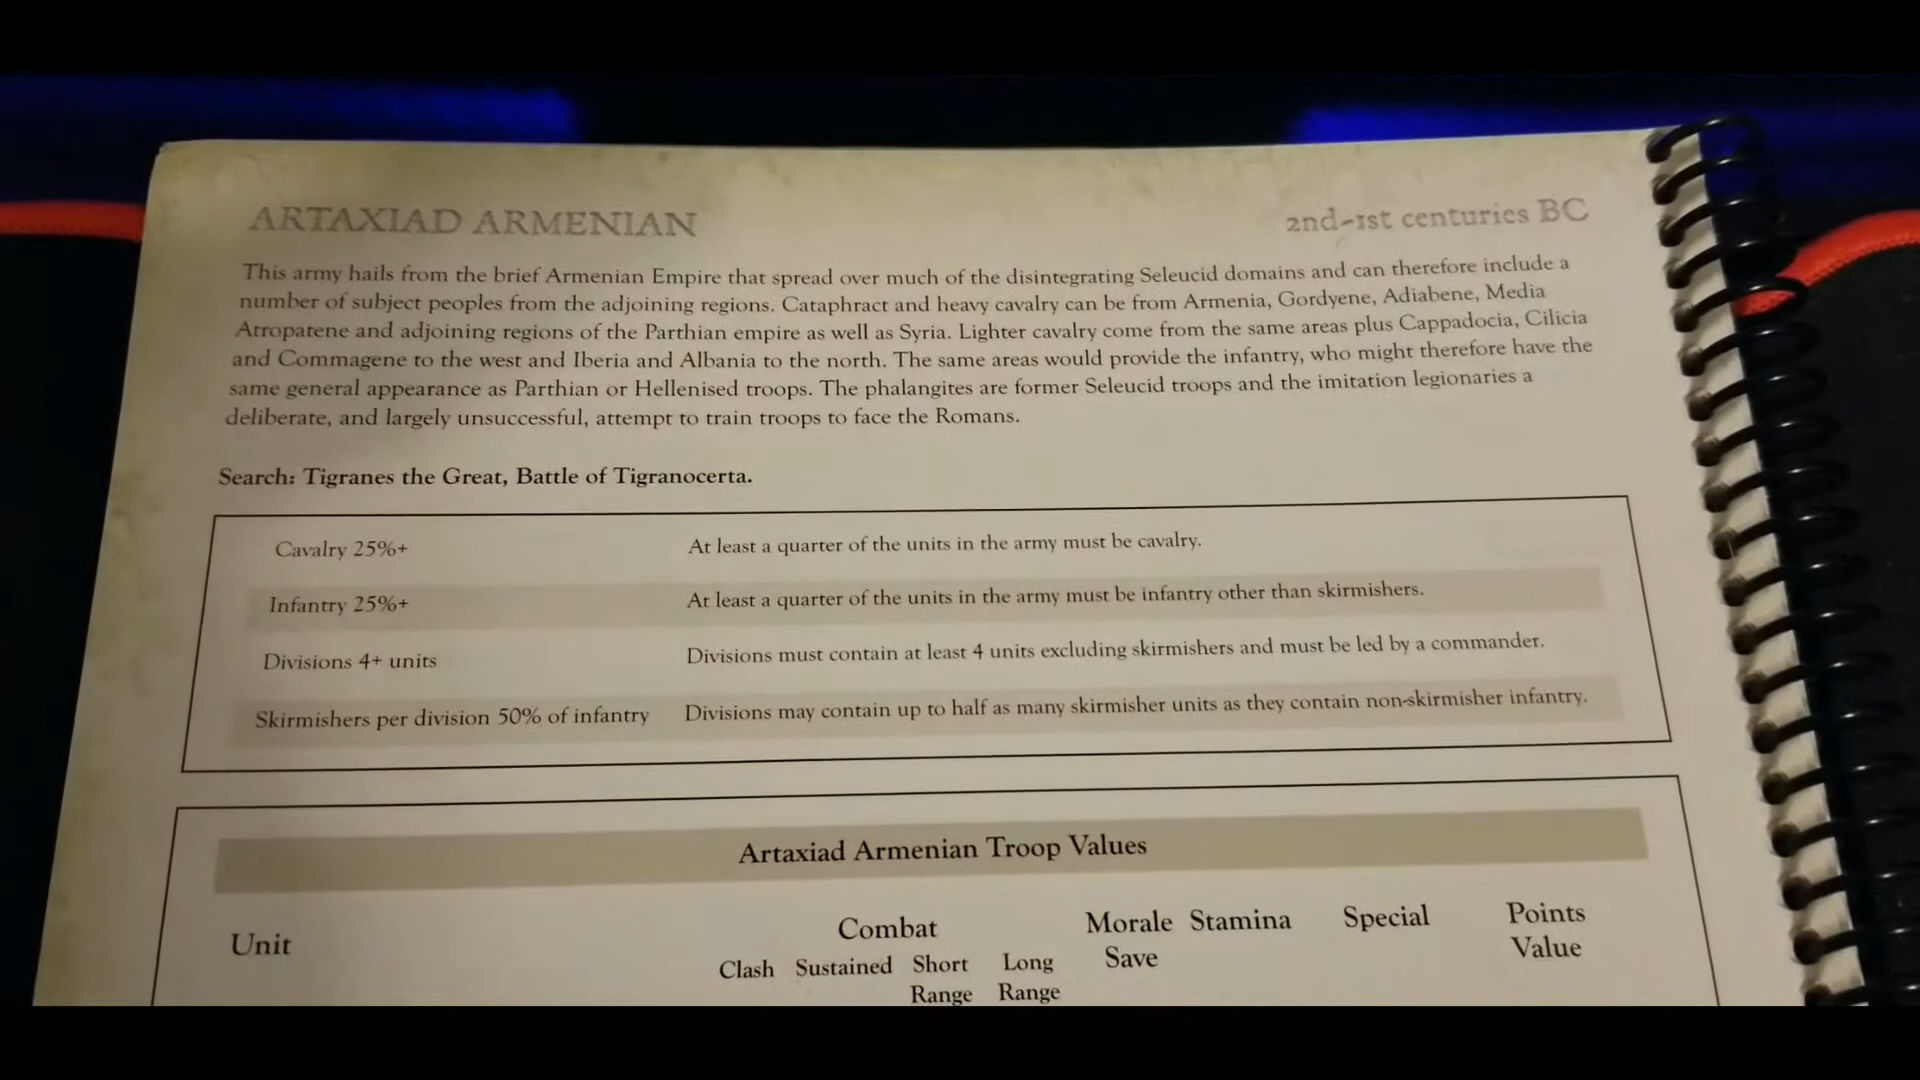 ARTAXIAD ARMENIAN 2nd-1st centuries BC
This army hails from the brief Armenian Empire that spread over much of the disintegrating Seleucid domains and can therefore include a
number of subject peoples from the adjoining regions. Cataphract and heavy cavalry can be from Armenia, Gordyene, Adiabene, Media
Atropatene and adjoining regions of the Parthian empire as well as Syria. Lighter cavalry come from the same areas plus Cappadocia, Cilicia
and Commagene to the west and Iberia and Albania to the north. The same areas would provide the infantry, who might therefore have the
same general appearance as Parthian or Hellenised troops. The phalangites are former Seleucid troops and the imitation legionaries a
deliberate, and largely unsuccessful, attempt to train troops to face the Romans.
Search: Tigranes the Great, Battle of Tigranocerta.
Cavalry 25%+ At least a quarter of the units in the army must be cavalry.
Infantry 25%+ At least a quarter of the units in the army must be infantry other than skirmishers.
Divisions 4+ units Divisions must contain at least 4 units excluding skirmishers and must be led by a commander.
Skirmishers per division 50% of infantry Divisions may contain up to half as many skirmisher units as they contain non-skirmisher infantry.
Artaxiad Armenian Troop Values
Unit Combat Morale Save Stamina Special Points Value
Clash Sustained Short Range Long Range